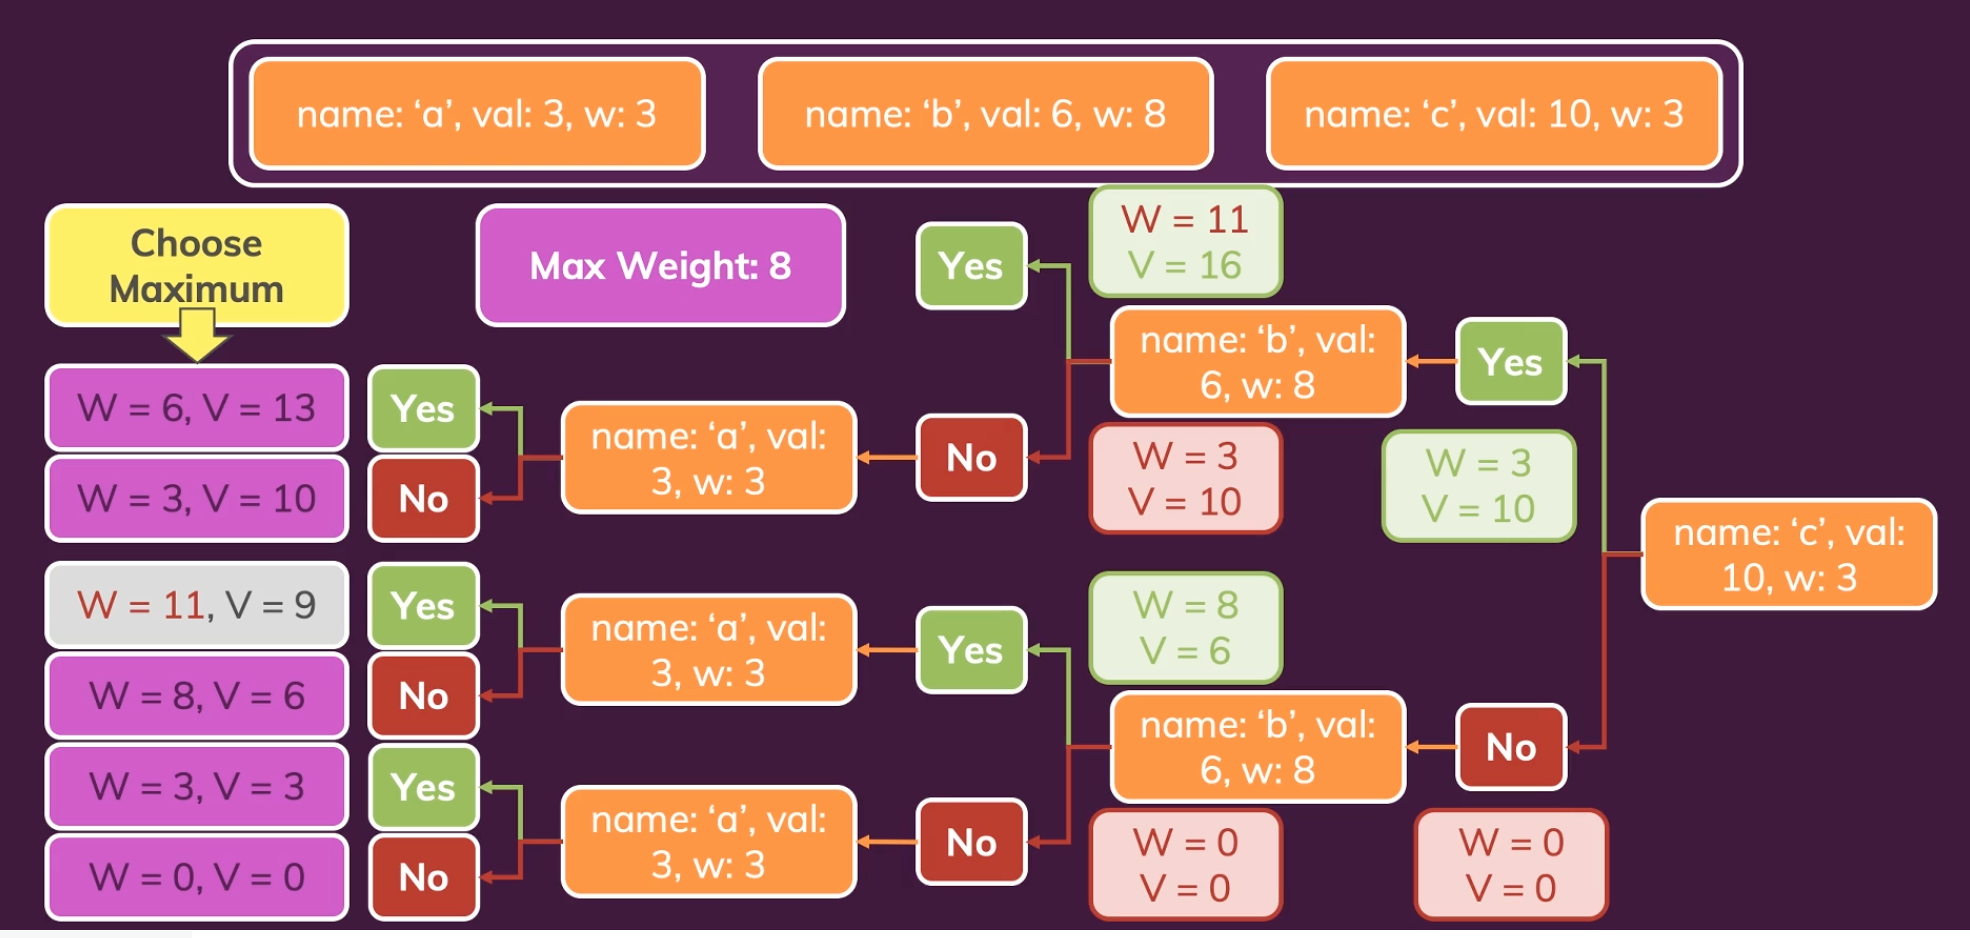 name: ‘a’, val: 3, w: 3
name: ‘b’, val: 6, w: 8
name: ‘c’, val: 10, w: 3
Choose
Maximum
Max Weight: 8
Yes
W = 11
V = 16
name: ‘b’, val:
6, w: 8
Yes
W = 6, V = 13
Yes
name: ‘a’, val:
3, w: 3
No
W = 3
V = 10
W = 3
V = 10
W = 3, V = 10
No
name: ‘c’, val:
10, w: 3
W = 11, V = 9
Yes
name: ‘a’, val:
3, w: 3
Yes
W = 8
V = 6
W = 8, V = 6
No
name: ‘b’, val:
6, w: 8
No
W = 3, V = 3
Yes
name: ‘a’, val:
3, w: 3
No
W = 0
V = 0
W = 0
V = 0
W = 0, V = 0
No